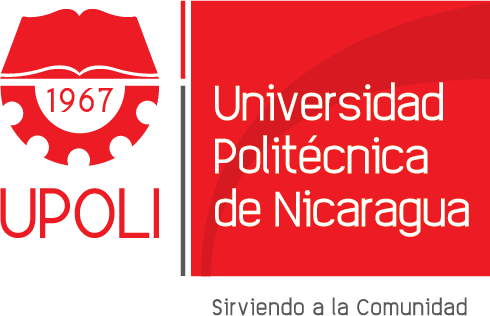 1967
UPOLI
Universidad
Politécnica
de Nicaragua
Sirviendo a la Comunidad